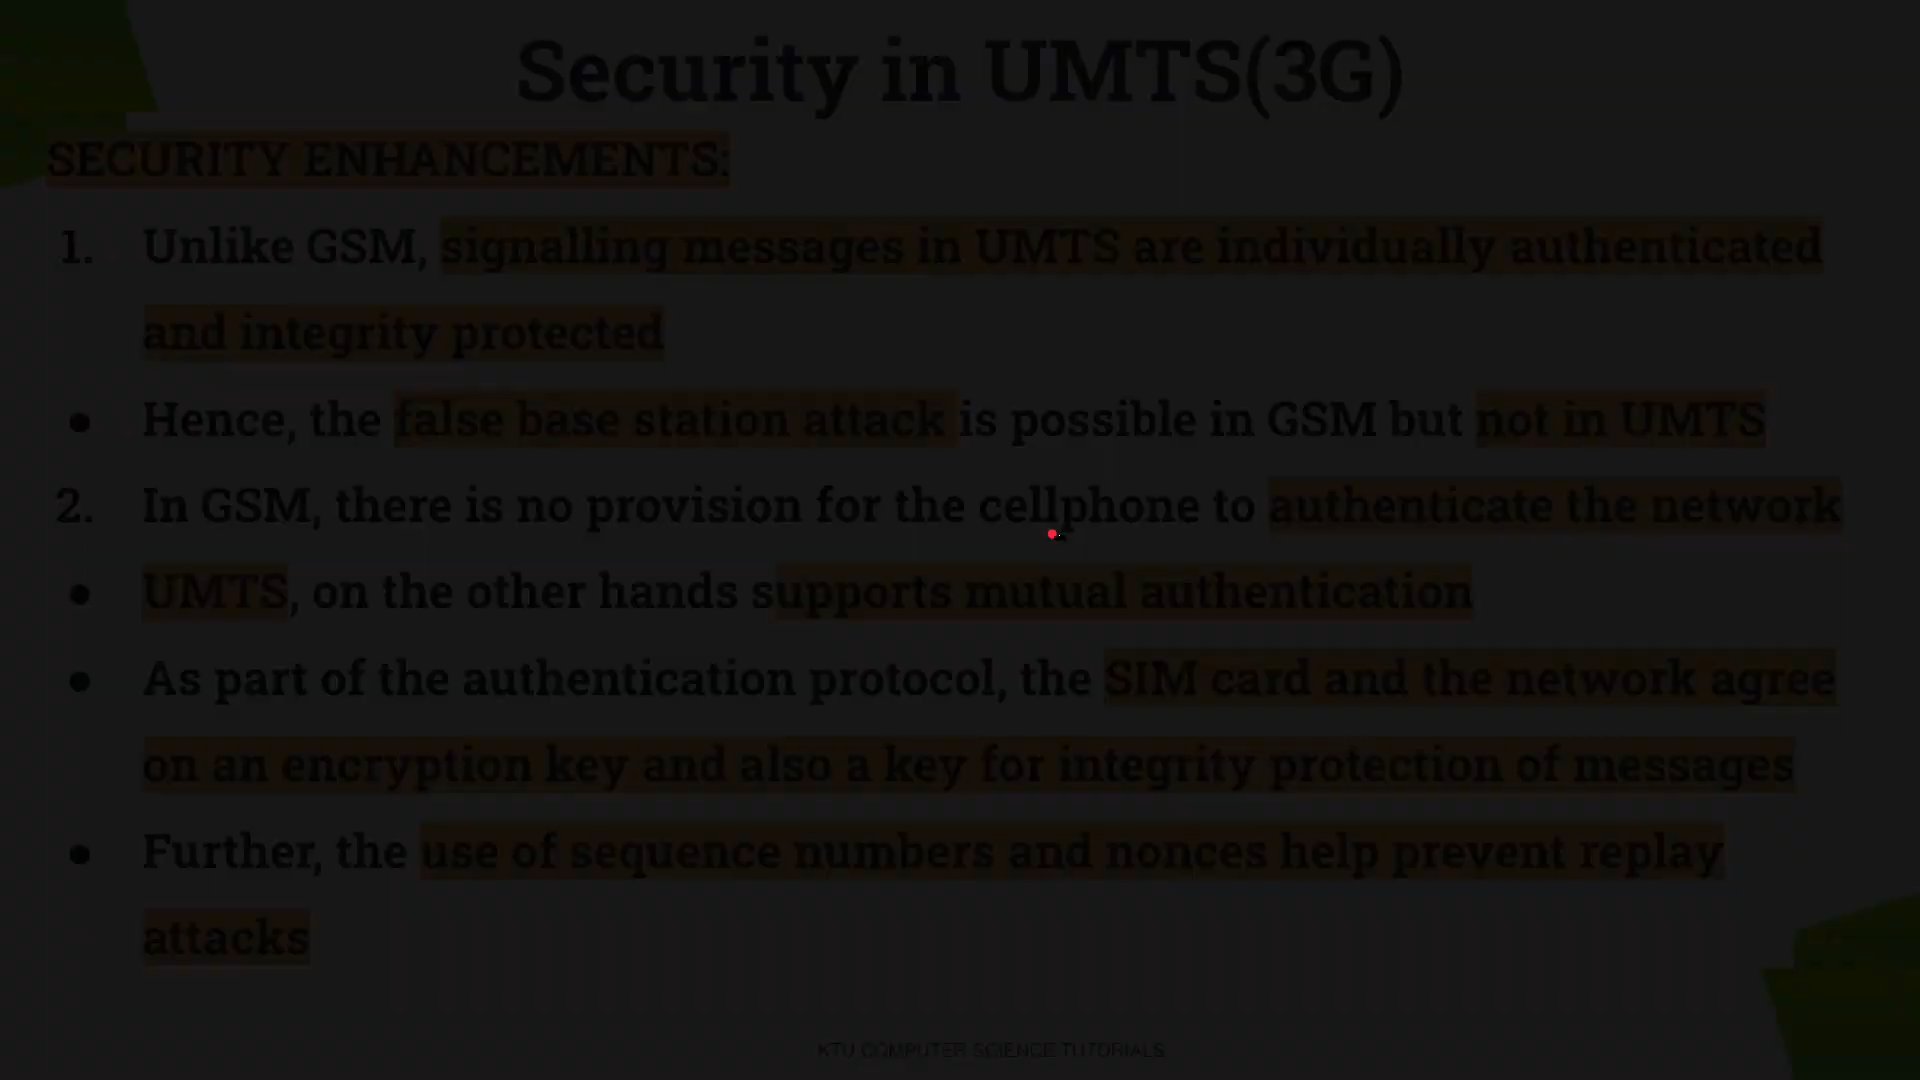 Security in UMTS(3G)
SECURITY ENHANCEMENTS:
1. Unlike GSM, signalling messages in UMTS are individually authenticated
and integrity protected
● Hence, the false base station attack is possible in GSM but not in UMTS
2. In GSM, there is no provision for the cellphone to authenticate the network
● UMTS, on the other hands supports mutual authentication
● As part of the authentication protocol, the SIM card and the network agree
on an encryption key and also a key for integrity protection of messages
● Further, the use of sequence numbers and nonces help prevent replay
attacks
KTU COMPUTER SCIENCE TUTORIALS